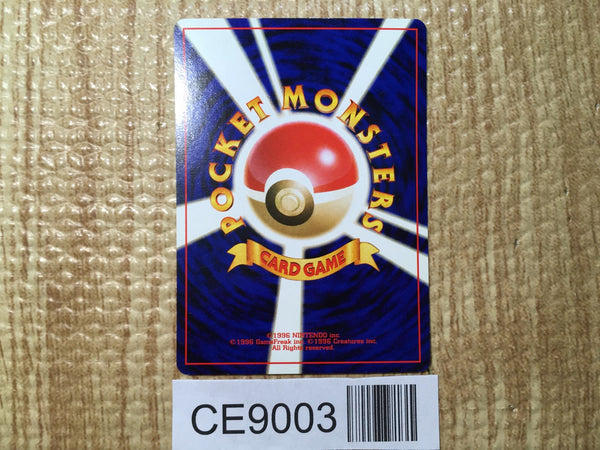 POCKET MONSTERS
CARD GAME
©1996 NINTENDO inc.
©1996 GameFreak inc. ©1996 Creatures inc.
All Rights reserved.
CE9003